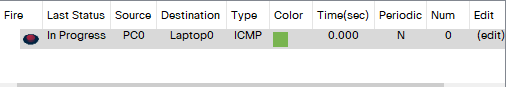 Fire Last Status Source Destination Type Color Time(sec) Periodic Num Edit
In Progress PC0 Laptop0 ICMP 0.000 N 0 (edit)